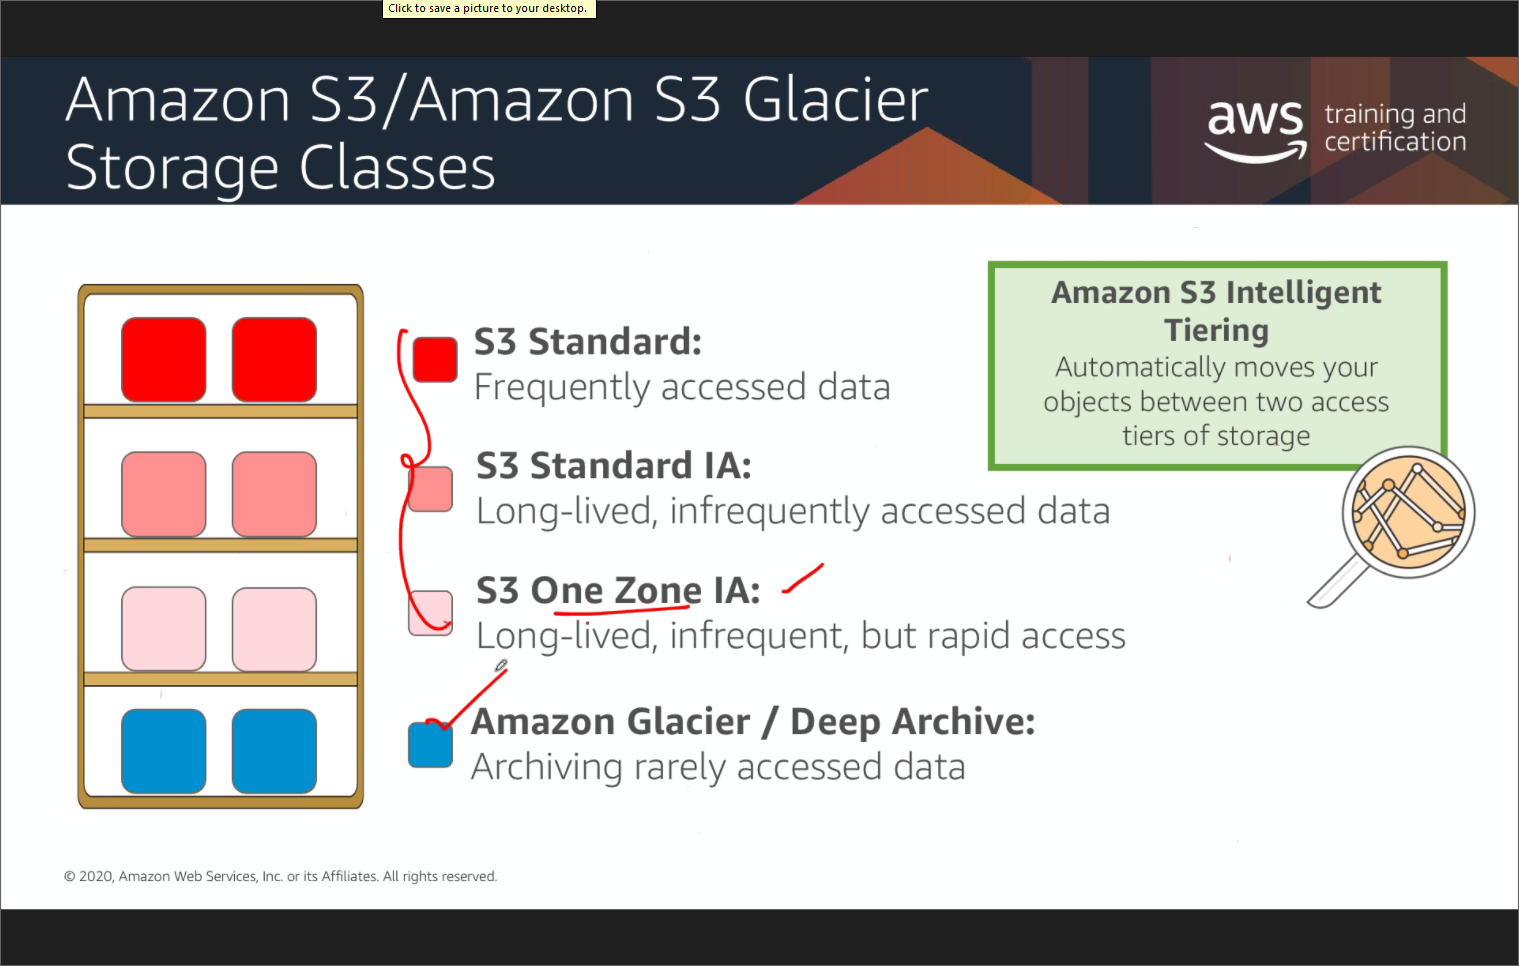 Click to save a picture to your desktop.
Amazon S3/Amazon S3 Glacier
Storage Classes
aws
training and
certification
Amazon S3 Intelligent
Tiering
Automatically moves your
objects between two access
tiers of storage
S3 Standard:
Frequently accessed data
S3 Standard IA:
Long-lived, infrequently accessed data
S3 One Zone IA:
Long-lived, infrequent, but rapid access
Amazon Glacier / Deep Archive:
Archiving rarely accessed data
© 2020, Amazon Web Services, Inc. or its Affiliates. All rights reserved.